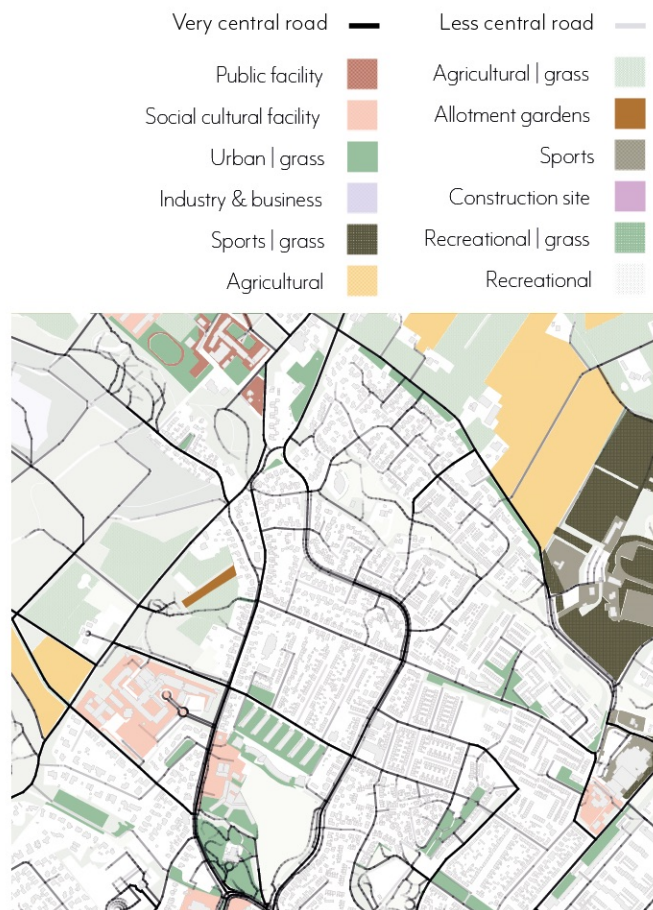 Very central road
Less central road
Public facility
Agricultural | grass
Social cultural facility
Allotment gardens
Urban | grass
Sports
Industry & business
Construction site
Sports | grass
Recreational | grass
Agricultural
Recreational